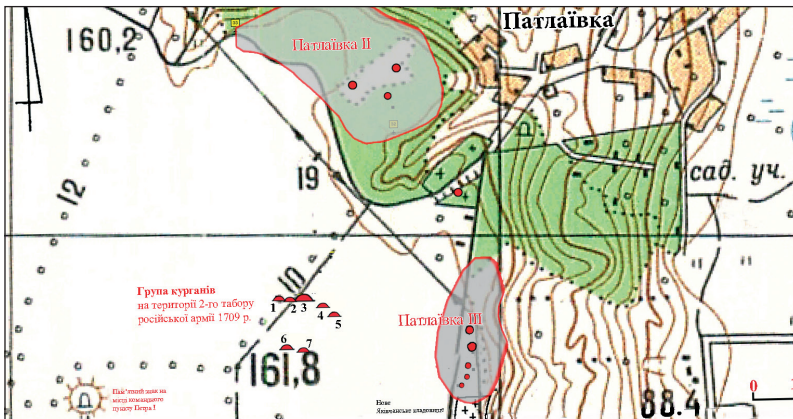 Патлаївка
160,2
Патлаївка II
12
19
сад. уч.
10
Група курганів
на території 2-го табору
російської армії 1709 р.
1 2 3 4 5
6 7
Патлаївка III
161,8
Пам'ятний знак на
місці командного
пункту Петра I
Нове
Яківчанське кладовище
88.4
0